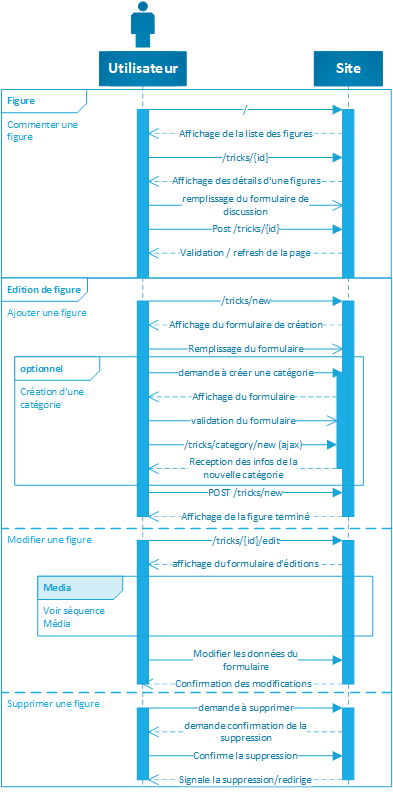 Utilisateur
Site
Figure
Commenter une
figure
/
Affichage de la liste des figures
/tricks/{id}
Affichage des détails d'une figures
remplissage du formulaire de
discussion
Post /tricks/{id}
Validation / refresh de la page
Edition de figure
Ajouter une figure
/tricks/new
Affichage du formulaire de création
Remplissage du formulaire
optionnel
Création d'une
catégorie
demande à créer une catégorie
Affichage du formulaire
validation du formulaire
/tricks/category/new (ajax)
Reception des infos de la
nouvelle catégorie
POST /tricks/new
Affichage de la figure terminé
Modifier une figure
/tricks/{id}/edit
affichage du formulaire d'éditions
Media
Voir séquence
Média
Modifier les données du
formulaire
Confirmation des modifications
Supprimer une figure
demande à supprimer
demande confirmation de la
suppression
Confirme la suppression
Signale la suppression/redirige